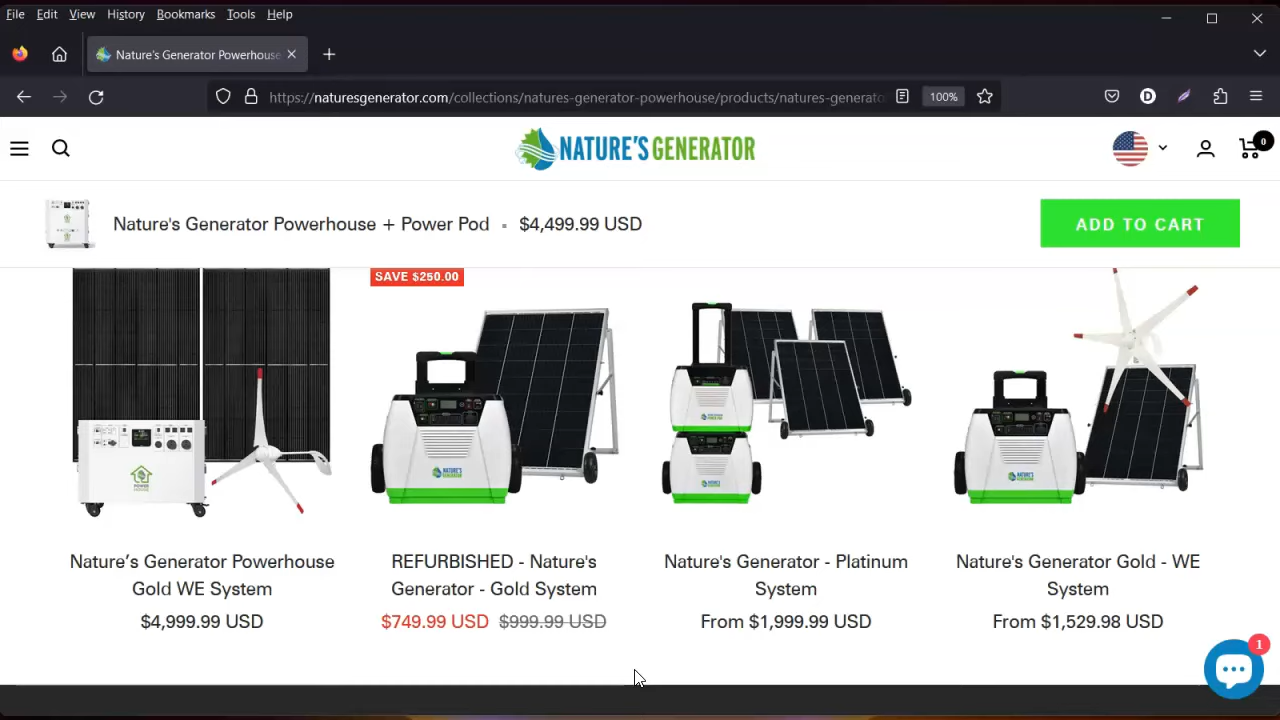 File Edit View History Bookmarks Tools Help
Nature's Generator Powerhouse
https://naturesgenerator.com/collections/natures-generator-powerhouse/products/natures-generato
100%
NATURE'S GENERATOR
0
Nature's Generator Powerhouse + Power Pod
$4,499.99 USD
ADD TO CART
SAVE $250.00
Nature’s Generator Powerhouse
Gold WE System
$4,999.99 USD
REFURBISHED - Nature's
Generator - Gold System
$749.99 USD $999.99 USD
Nature's Generator - Platinum
System
From $1,999.99 USD
Nature's Generator Gold - WE
System
From $1,529.98 USD
1